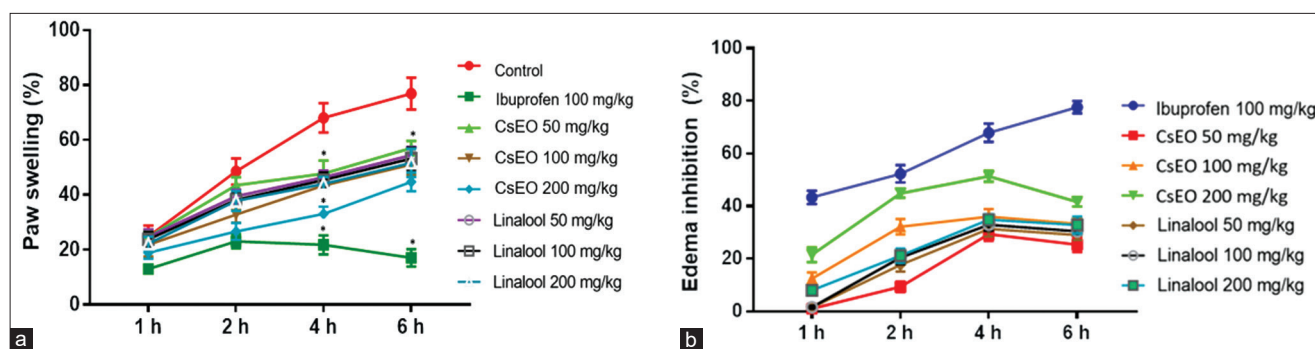 Paw swelling (%)
100
80
60
40
20
0
1 h 2 h 4 h 6 h
* * * * *
Control
Ibuprofen 100 mg/kg
CsEO 50 mg/kg
CsEO 100 mg/kg
CsEO 200 mg/kg
Linalool 50 mg/kg
Linalool 100 mg/kg
Linalool 200 mg/kg
a
Edema inhibition (%)
100
80
60
40
20
0
1 h 2 h 4 h 6 h
Ibuprofen 100 mg/kg
CsEO 50 mg/kg
CsEO 100 mg/kg
CsEO 200 mg/kg
Linalool 50 mg/kg
Linalool 100 mg/kg
Linalool 200 mg/kg
b